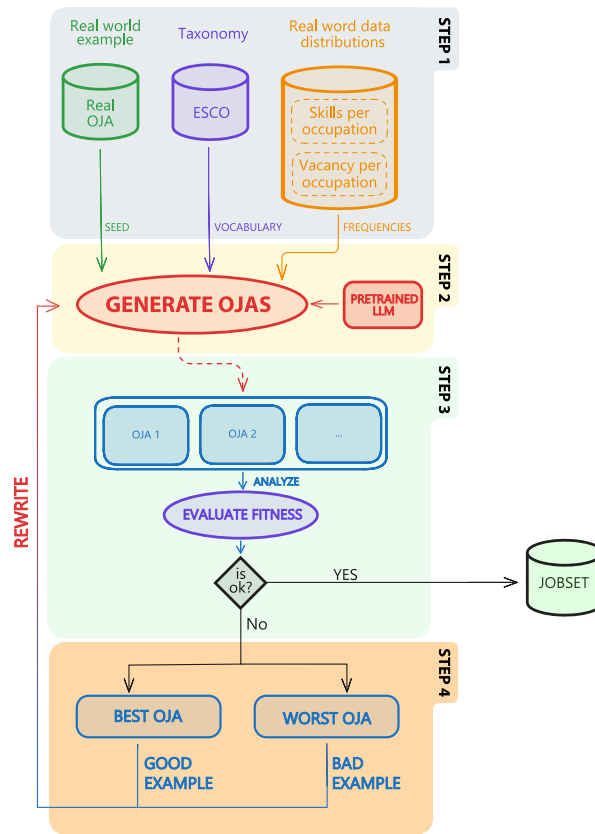 Real world
example
Taxonomy
Real word data
distributions
STEP 1
Real
OJA
ESCO
Skills per
occupation
Vacancy per
occupation
SEED
VOCABULARY
FREQUENCIES
STEP 2
GENERATE OJAS
PRETRAINED
LLM
STEP 3
OJA 1
OJA 2
...
ANALYZE
EVALUATE FITNESS
REWRITE
is
ok?
YES
JOBSET
No
STEP 4
BEST OJA
WORST OJA
GOOD
EXAMPLE
BAD
EXAMPLE